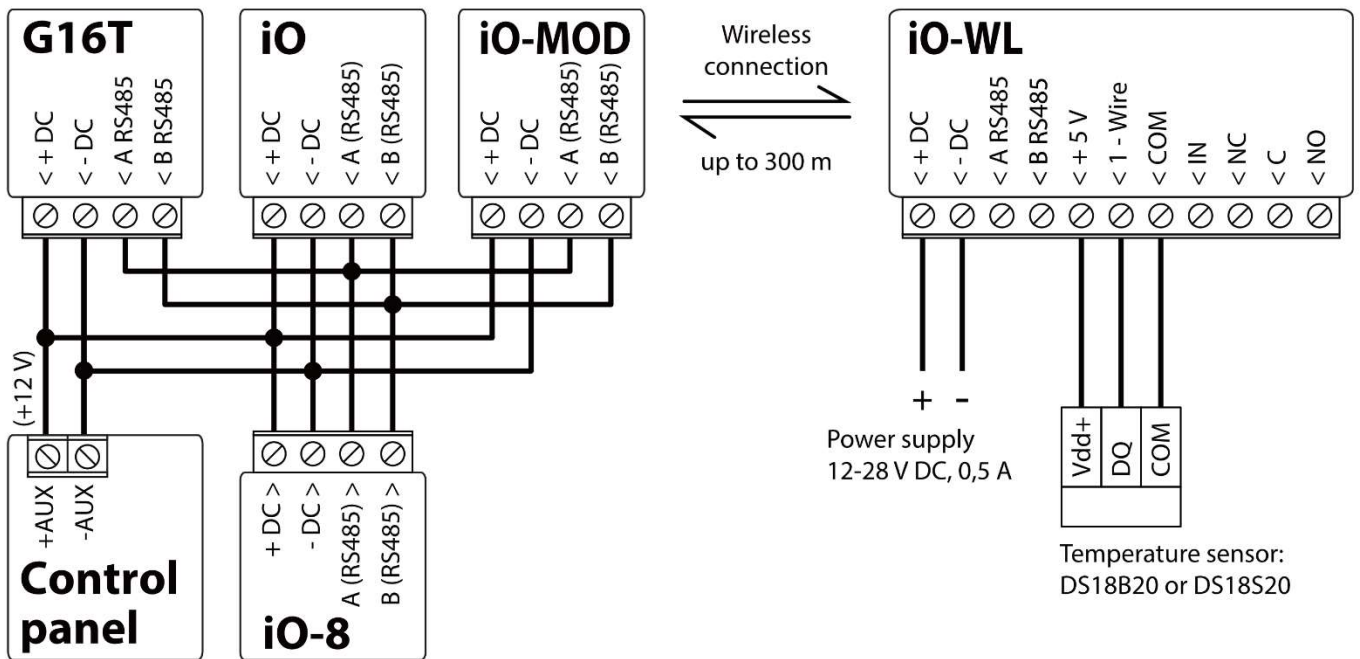 G16T
< + DC
< - DC
< A RS485
< B RS485
iO
< + DC
< - DC
< A (RS485)
< B (RS485)
iO-MOD
< + DC
< - DC
< A (RS485)
< B (RS485)
Wireless
connection
up to 300 m
iO-WL
< + DC
< - DC
< A RS485
< B RS485
< + 5 V
< 1 - Wire
< COM
< IN
< NC
< C
< NO
(+12 V)
+AUX
-AUX
Control
panel
+ DC >
- DC >
A (RS485) >
B (RS485) >
iO-8
+ -
Power supply
12-28 V DC, 0,5 A
Vdd+
DQ
COM
Temperature sensor:
DS18B20 or DS18S20